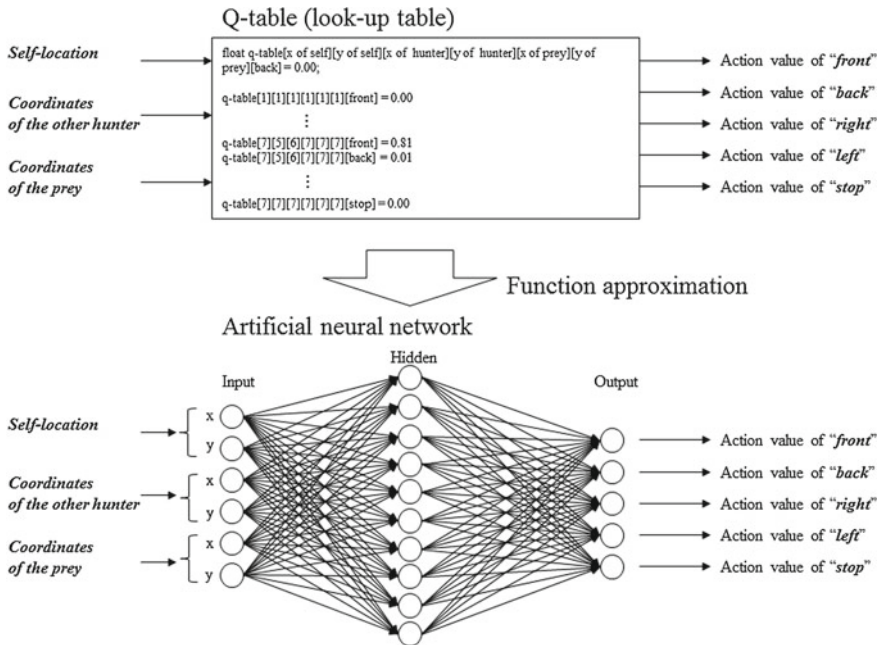 Q-table (look-up table)
Self-location
Coordinates
of the other hunter
Coordinates
of the prey
float q-table[x of self][y of self][x of hunter][y of hunter][x of prey][y of
prey][back] = 0.00;
q-table[1][1][1][1][1][1][front] = 0.00
⋮
q-table[7][5][6][7][7][7][front] = 0.81
q-table[7][5][6][7][7][7][back] = 0.01
⋮
q-table[7][7][7][7][7][7][stop] = 0.00
Action value of "front"
Action value of "back"
Action value of "right"
Action value of "left"
Action value of "stop"
Function approximation
Artificial neural network
Input
Hidden
Output
Self-location
Coordinates
of the other hunter
Coordinates
of the prey
x
y
x
y
x
y
Action value of "front"
Action value of "back"
Action value of "right"
Action value of "left"
Action value of "stop"